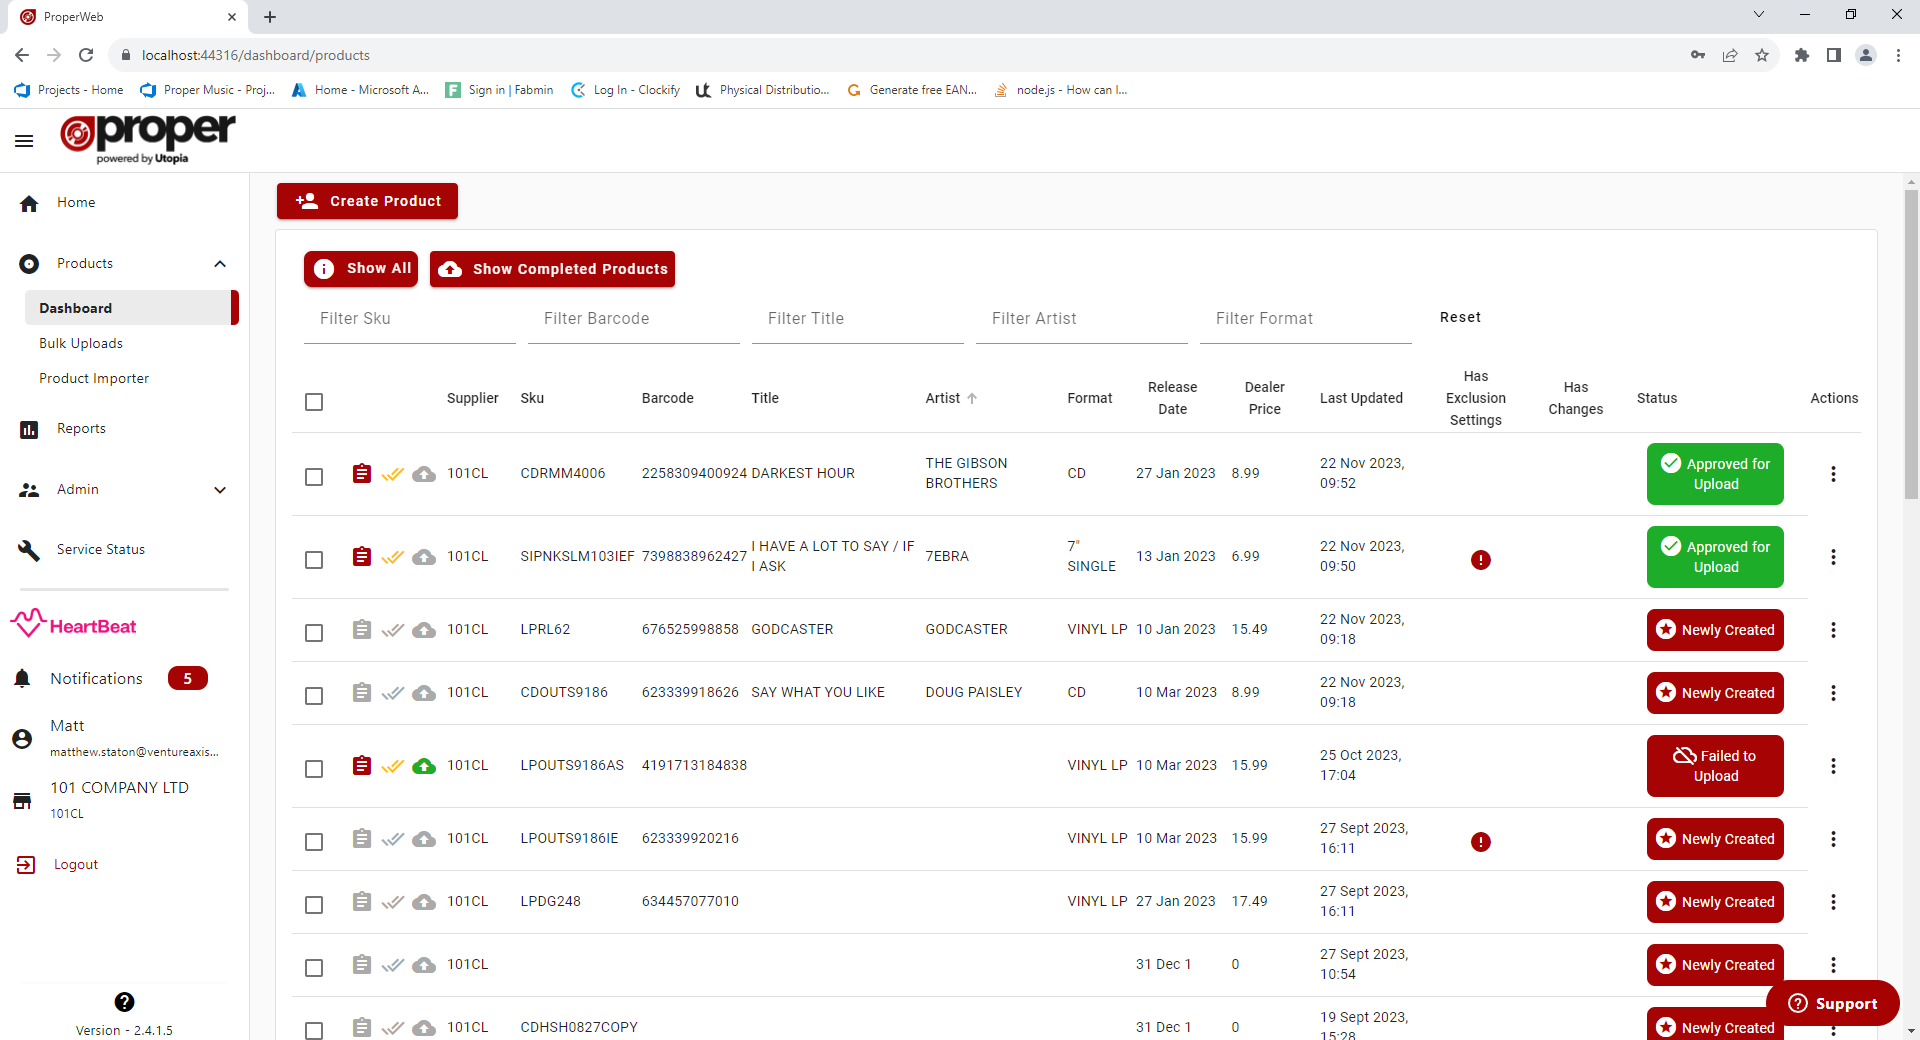 ProperWeb
localhost:44316/dashboard/products
Projects - Home
Proper Music - Proj...
Home - Microsoft A...
Sign in | Fabmin
Log In - Clockify
Physical Distributio...
Generate free EAN...
node.js - How can I...
proper
powered by Utopia
Home
Products
Dashboard
Bulk Uploads
Product Importer
Reports
Admin
Service Status
HeartBeat
Notifications 5
Matt
matthew.staton@ventureaxis...
101 COMPANY LTD
101CL
Logout
Version - 2.4.1.5
Create Product
Show All
Show Completed Products
Filter Sku
Filter Barcode
Filter Title
Filter Artist
Filter Format
Reset
Supplier
Sku
Barcode
Title
Artist
Format
Release
Date
Dealer
Price
Last Updated
Has
Exclusion
Settings
Has
Changes
Status
Actions
101CL
CDRMM4006
2258309400924
DARKEST HOUR
THE GIBSON
BROTHERS
CD
27 Jan 2023
8.99
22 Nov 2023,
09:52
Approved for
Upload
101CL
SIPNKSLM103IEF
7398838962427
I HAVE A LOT TO SAY / IF
I ASK
7EBRA
7"
SINGLE
13 Jan 2023
6.99
22 Nov 2023,
09:50
Approved for
Upload
101CL
LPRL62
676525998858
GODCASTER
GODCASTER
VINYL LP
10 Jan 2023
15.49
22 Nov 2023,
09:18
Newly Created
101CL
CDOUTS9186
623339918626
SAY WHAT YOU LIKE
DOUG PAISLEY
CD
10 Mar 2023
8.99
22 Nov 2023,
09:18
Newly Created
101CL
LPOUTS9186AS
4191713184838
VINYL LP
10 Mar 2023
15.99
25 Oct 2023,
17:04
Failed to
Upload
101CL
LPOUTS9186IE
623339920216
VINYL LP
10 Mar 2023
15.99
27 Sept 2023,
16:11
Newly Created
101CL
LPDG248
634457077010
VINYL LP
27 Jan 2023
17.49
27 Sept 2023,
16:11
Newly Created
101CL
31 Dec 1
0
27 Sept 2023,
10:54
Newly Created
101CL
CDHSH0827COPY
31 Dec 1
0
19 Sept 2023,
15:28
Newly Created
Support